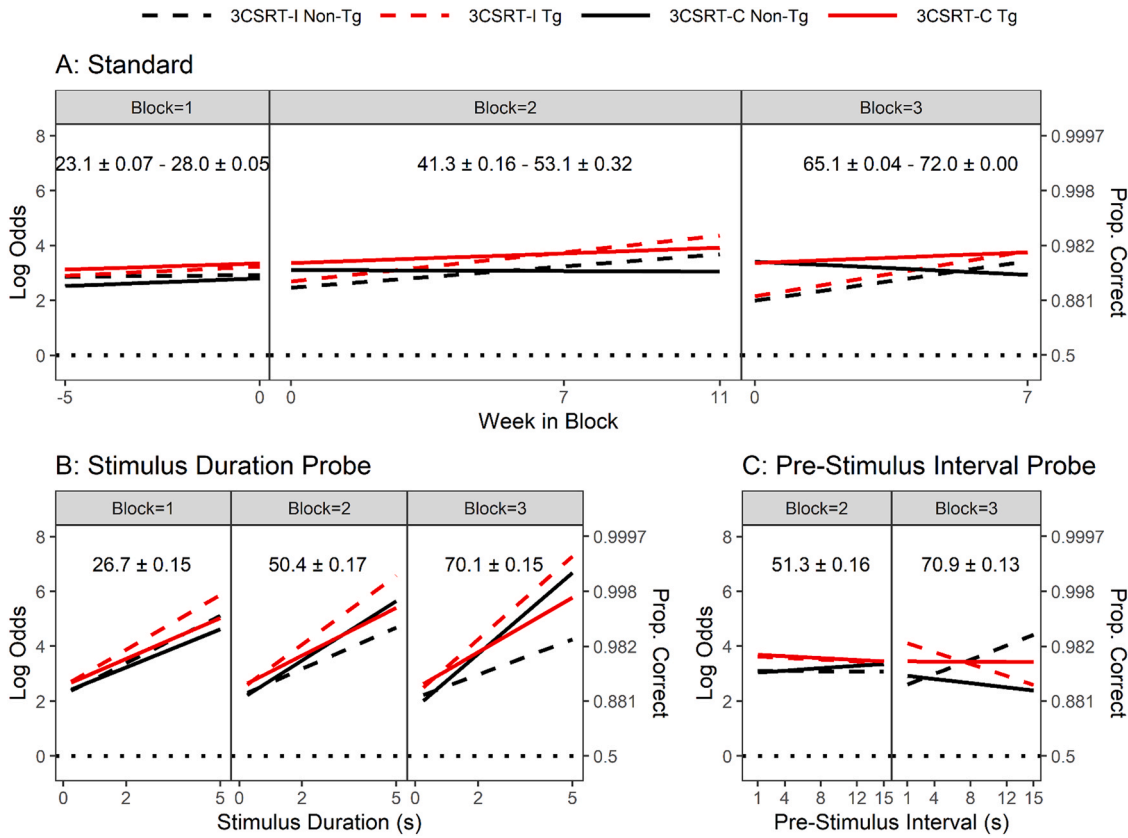 3CSRT-I Non-Tg 3CSRT-I Tg 3CSRT-C Non-Tg 3CSRT-C Tg
A: Standard
Block=1 Block=2 Block=3
23.1 ± 0.07 - 28.0 ± 0.05 41.3 ± 0.16 - 53.1 ± 0.32 65.1 ± 0.04 - 72.0 ± 0.00
Log Odds
8
6
4
2
0
Prop. Correct
0.9997
0.998
0.982
0.881
0.5
-5 0 0 7 11 0 7
Week in Block
B: Stimulus Duration Probe
Block=1 Block=2 Block=3
26.7 ± 0.15 50.4 ± 0.17 70.1 ± 0.15
Log Odds
8
6
4
2
0
Prop. Correct
0.9997
0.998
0.982
0.881
0.5
0 2 5 0 2 5 0 2 5
Stimulus Duration (s)
C: Pre-Stimulus Interval Probe
Block=2 Block=3
51.3 ± 0.16 70.9 ± 0.13
Log Opps
8
6
4
2
0
Prop. Correct
0.9997
0.998
0.982
0.881
0.5
1 4 8 12 15 1 4 8 12 15
Pre-Stimulus Interval (s)